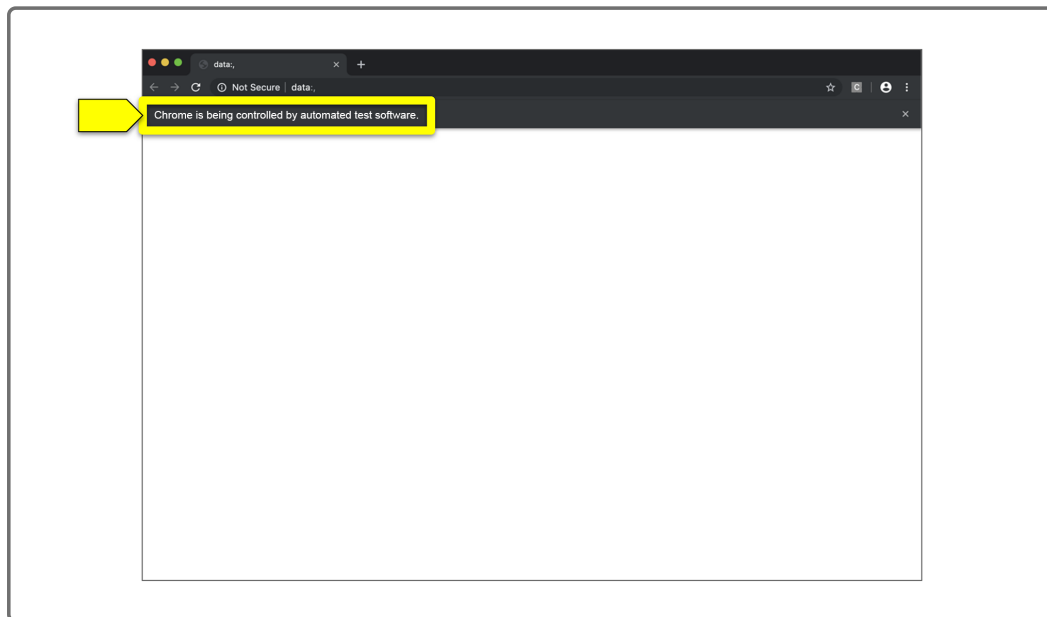 data:,
Not Secure | data:,
C
Chrome is being controlled by automated test software.